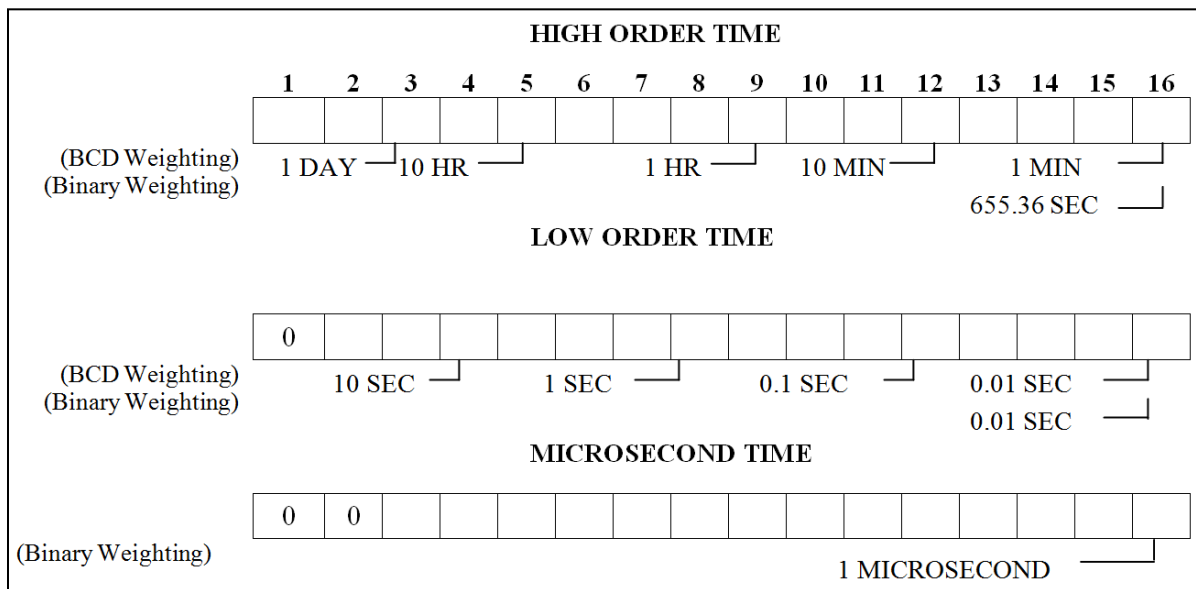 HIGH ORDER TIME
1 2 3 4 5 6 7 8 9 10 11 12 13 14 15 16
(BCD Weighting) 1 DAY 10 HR 1 HR 10 MIN 1 MIN
(Binary Weighting) 655.36 SEC
LOW ORDER TIME
0
(BCD Weighting) 10 SEC 1 SEC 0.1 SEC 0.01 SEC
(Binary Weighting) 0.01 SEC
MICROSECOND TIME
0 0
(Binary Weighting) 1 MICROSECOND